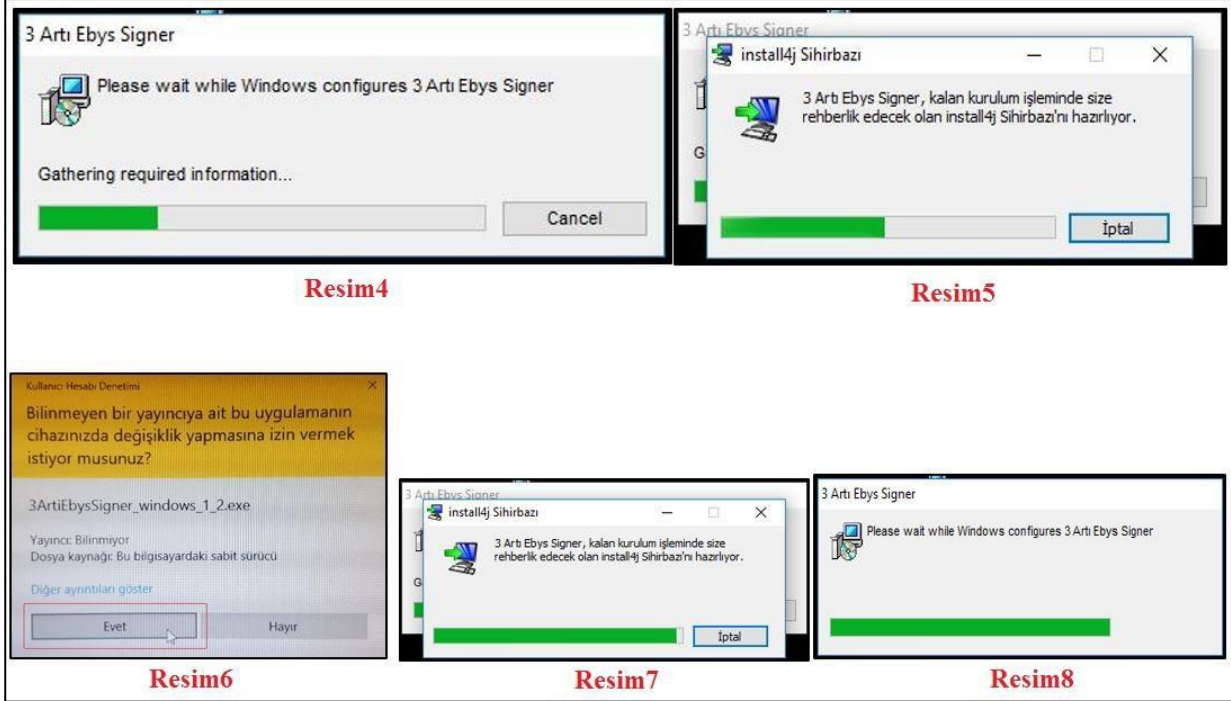 3 Artı Ebys Signer
Please wait while Windows configures 3 Artı Ebys Signer
Gathering required information...
Cancel
Resim4
3 Artı Ebys Signer
install4j Sihirbazı
3 Artı Ebys Signer, kalan kurulum işleminde size
rehberlik edecek olan install4j Sihirbazı'nı hazırlıyor.
G
İptal
Resim5
Kullanıcı Hesabı Denetimi
Bilinmeyen bir yayıncıya ait bu uygulamanın
cihazınızda değişiklik yapmasına izin vermek
istiyor musunuz?
3ArtiEbysSigner_windows_1_2.exe
Yayıncı: Bilinmiyor
Dosya kaynağı: Bu bilgisayardaki sabit sürücü
Diğer ayrıntıları göster
Evet
Hayır
Resim6
3 Artı Ebys Signer
install4j Sihirbazı
3 Artı Ebys Signer, kalan kurulum işleminde size
rehberlik edecek olan install4j Sihirbazı'nı hazırlıyor.
G
İptal
Resim7
3 Artı Ebys Signer
Please wait while Windows configures 3 Artı Ebys Signer
Resim8